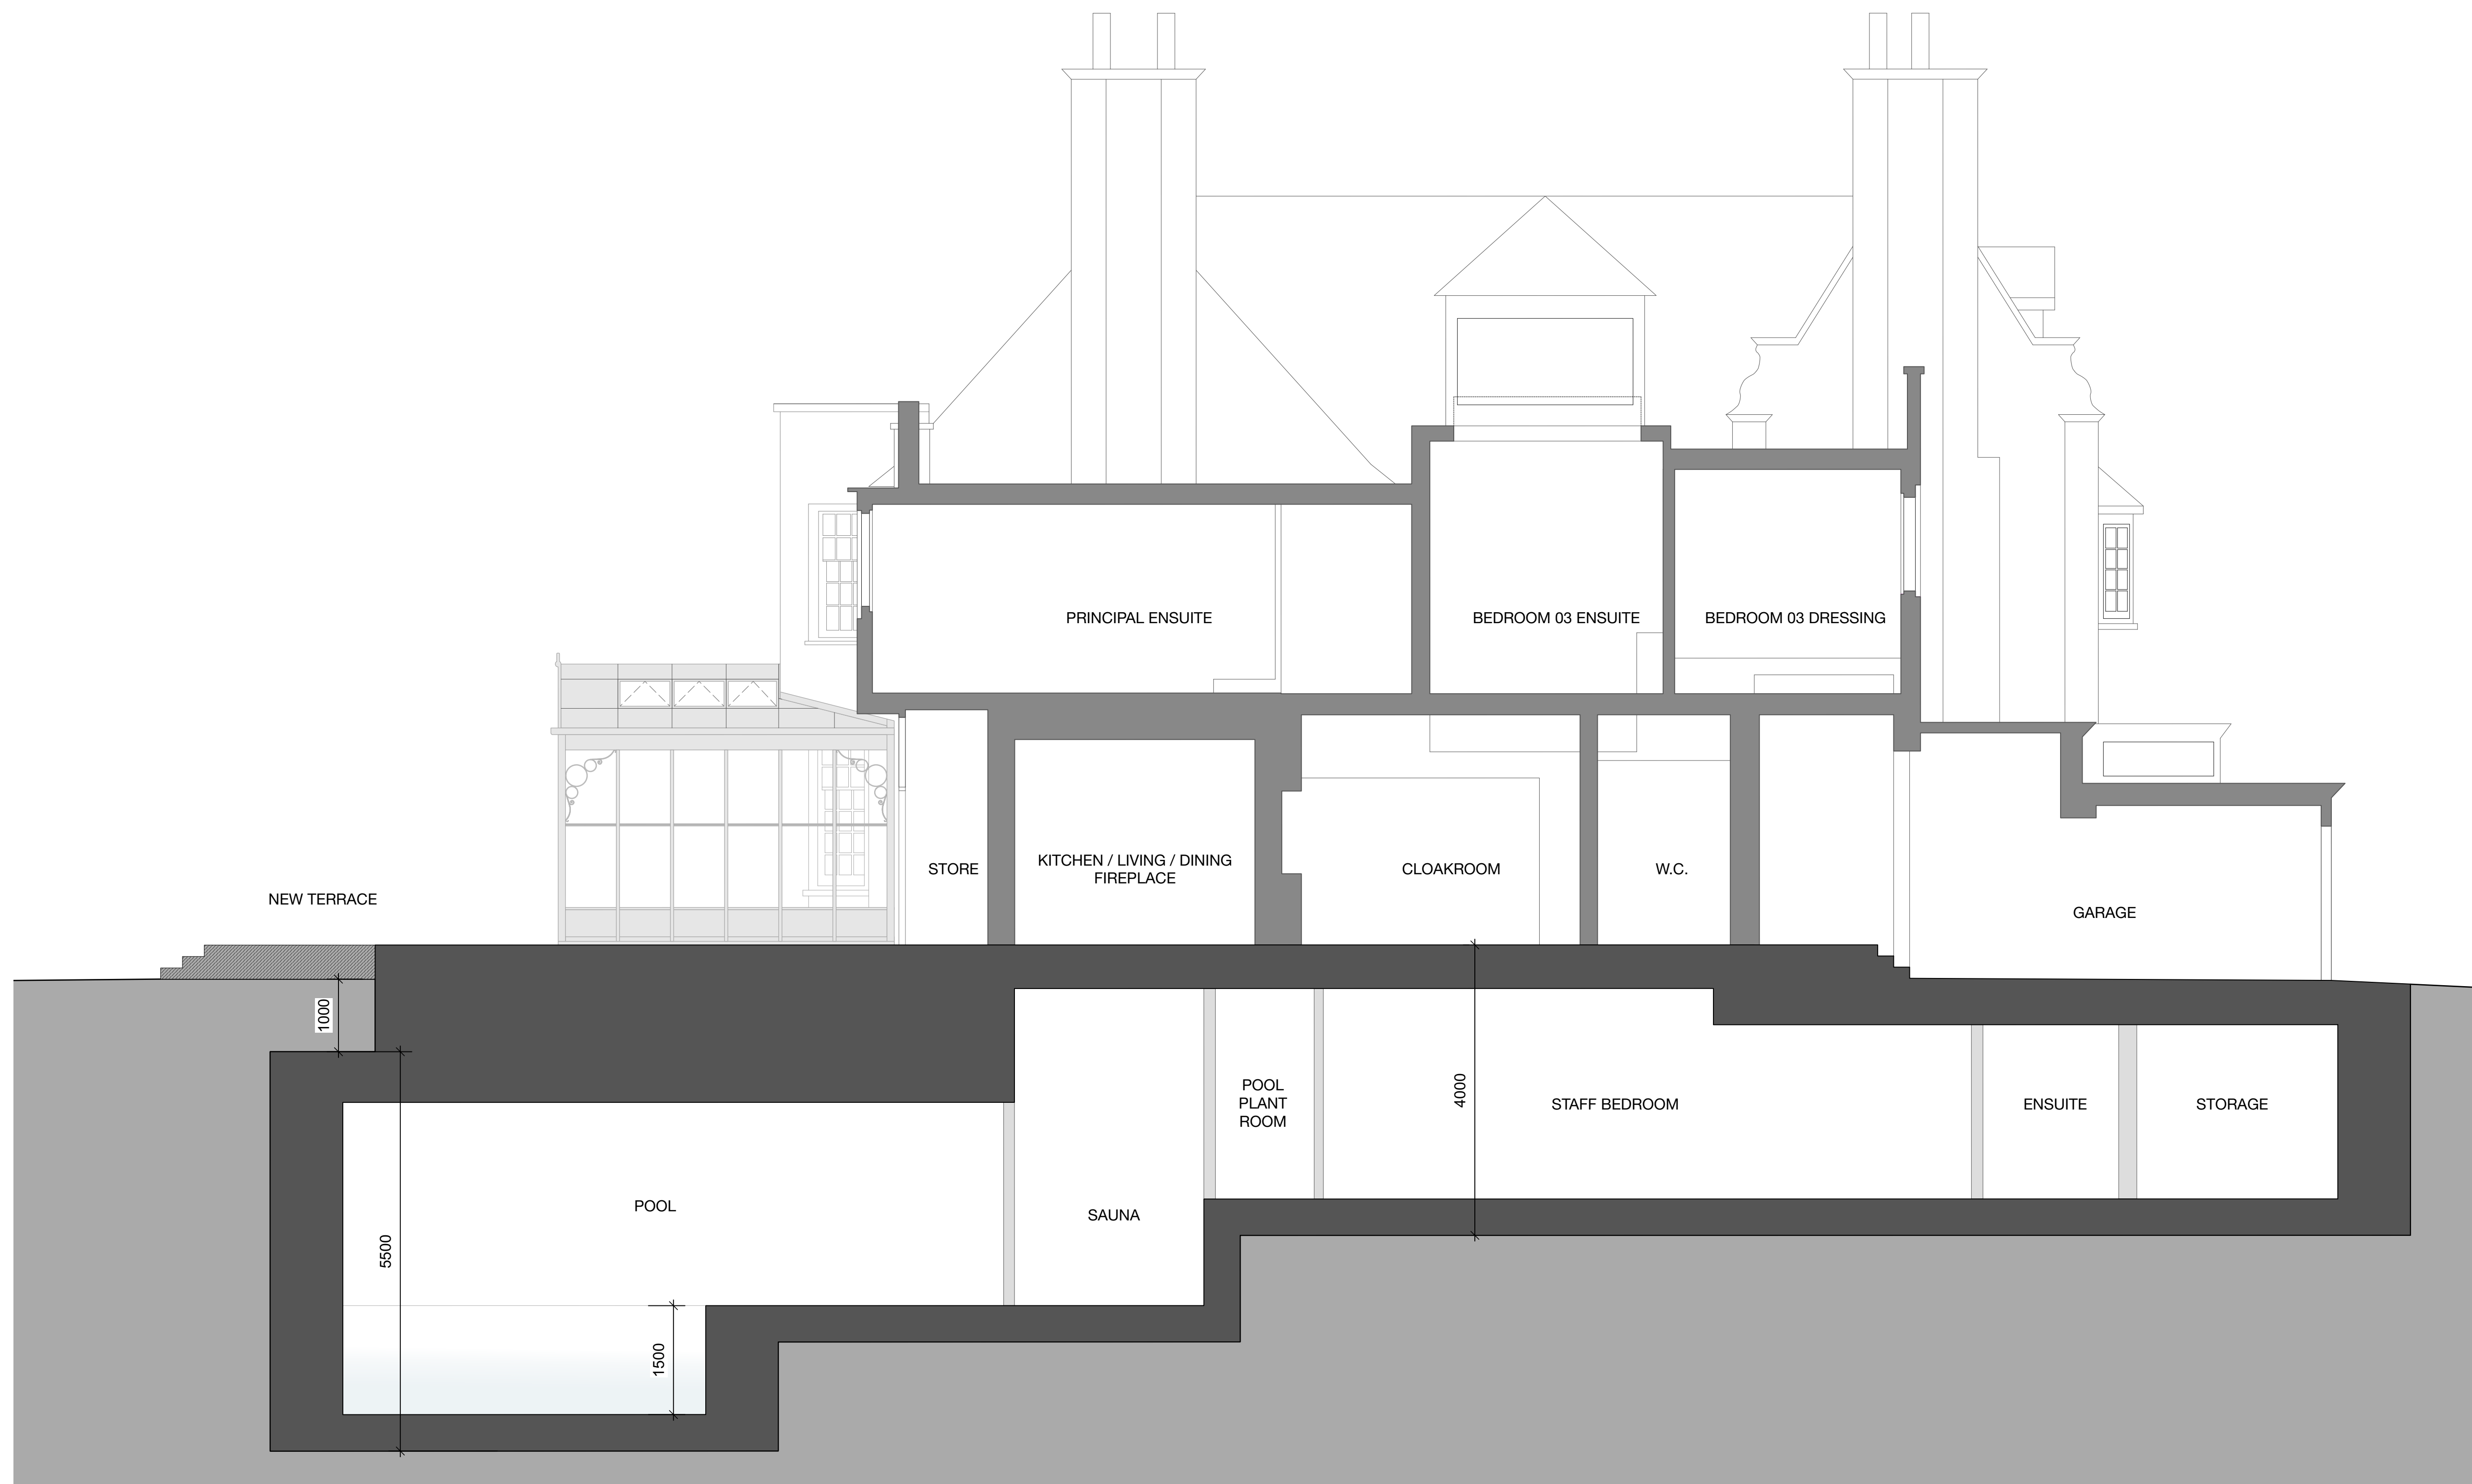 PRINCIPAL ENSUITE
BEDROOM 03 ENSUITE
BEDROOM 03 DRESSING
NEW TERRACE
STORE
KITCHEN / LIVING / DINING
FIREPLACE
CLOAKROOM
W.C.
GARAGE
1000
5500
POOL
1500
SAUNA
POOL
PLANT
ROOM
4000
STAFF BEDROOM
ENSUITE
STORAGE